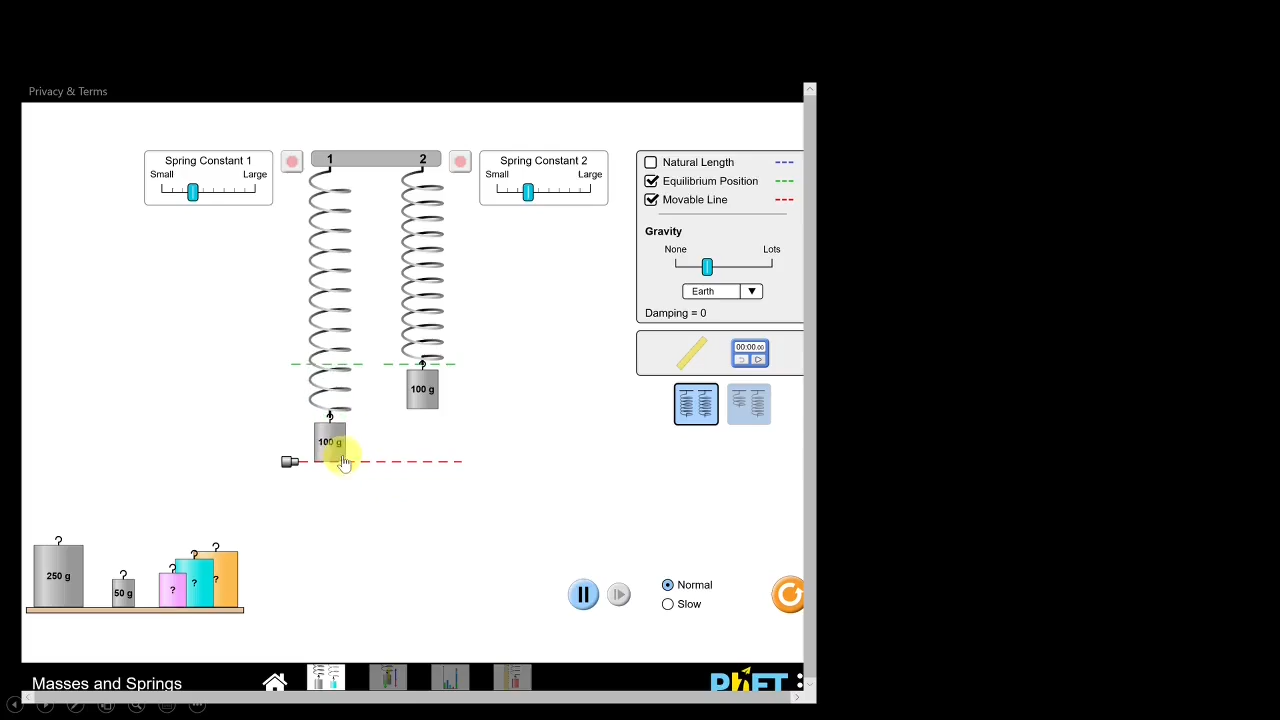 Privacy & Terms
Spring Constant 1
Small Large
1 2
Spring Constant 2
Small Large
Natural Length
Equilibrium Position
Movable Line
Gravity
None Lots
Earth
Damping = 0
00:00.00
100 g
100 g
250 g
50 g
? ? ?
Normal
Slow
Masses and Springs
PhET